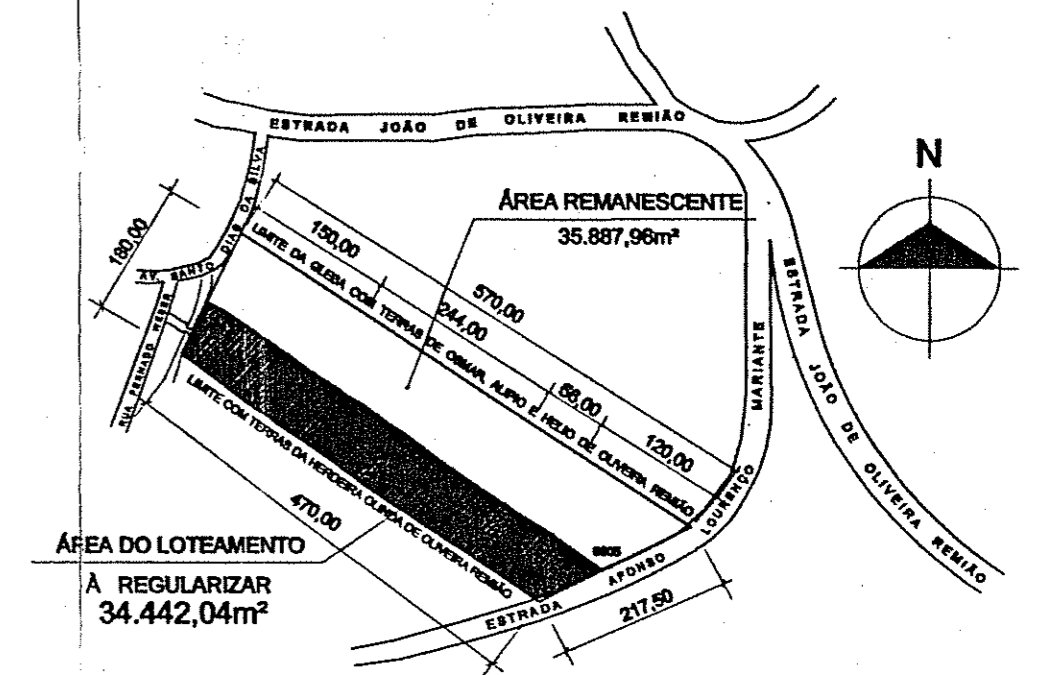 ESTRADA JOÃO DE OLIVEIRA REMIÃO
N
AV. SANTO DIAS DA SILVA
180,00
ÁREA REMANESCENTE
35.887,96m²
150,00
244,00
570,00
56,00
120,00
LIMITE DA GLEBA COM TERRAS DE OSMAR, ALIPIO E HELIO DE OLIVEIRA REMIÃO
ESTRADA JOÃO DE OLIVEIRA REMIÃO
RUA
LIMITE COM TERRAS DA HERDEIRA OLINDA DE OLIVEIRA REMIÃO
470,00
ÁREA DO LOTEAMENTO
À REGULARIZAR
34.442,04m²
ESTRADA AFONSO LOURENÇO MARIANTE
217,50